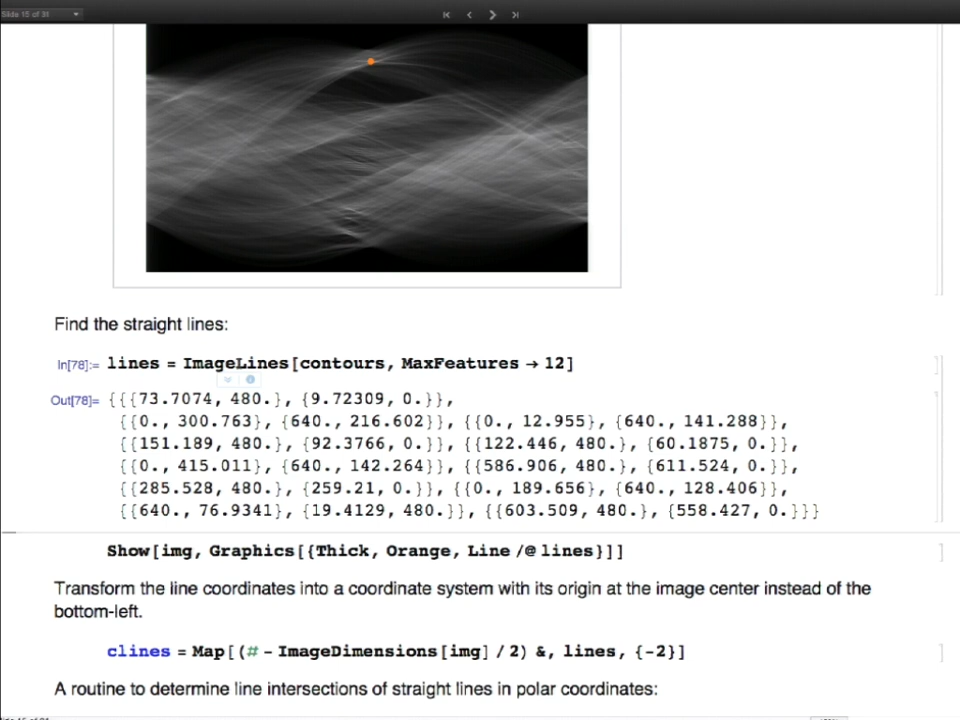 Slide 15 of 31
Find the straight lines:
In[78]:= lines = ImageLines[contours, MaxFeatures → 12]
Out[78]= {{{73.7074, 480.}, {9.72309, 0.}},
{{0., 300.763}, {640., 216.602}}, {{0., 12.955}, {640., 141.288}},
{{151.189, 480.}, {92.3766, 0.}}, {{122.446, 480.}, {60.1875, 0.}},
{{0., 415.011}, {640., 142.264}}, {{586.906, 480.}, {611.524, 0.}},
{{285.528, 480.}, {259.21, 0.}}, {{0., 189.656}, {640., 128.406}},
{{640., 76.9341}, {19.4129, 480.}}, {{603.509, 480.}, {558.427, 0.}}}
Show[img, Graphics[{Thick, Orange, Line /@ lines}]]
Transform the line coordinates into a coordinate system with its origin at the image center instead of the
bottom-left.
clines = Map[(# - ImageDimensions[img] / 2) &, lines, {-2}]
A routine to determine line intersections of straight lines in polar coordinates: